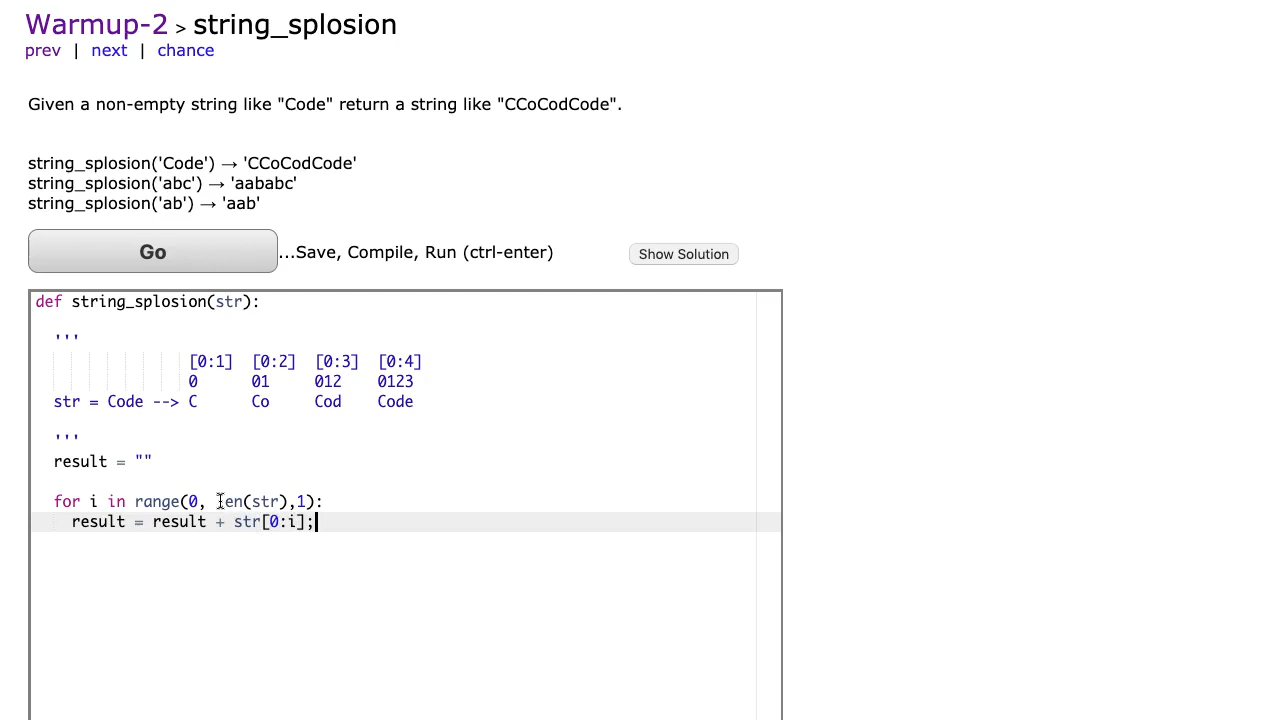 Warmup-2 > string_splosion
prev | next | chance
Given a non-empty string like "Code" return a string like "CCoCodCode".
string_splosion('Code') → 'CCoCodCode'
string_splosion('abc') → 'aababc'
string_splosion('ab') → 'aab'
Go ...Save, Compile, Run (ctrl-enter) Show Solution
def string_splosion(str):
'''
[0:1] [0:2] [0:3] [0:4]
0 01 012 0123
str = Code --> C Co Cod Code
'''
result = ""
for i in range(0, len(str),1):
result = result + str[0:i];